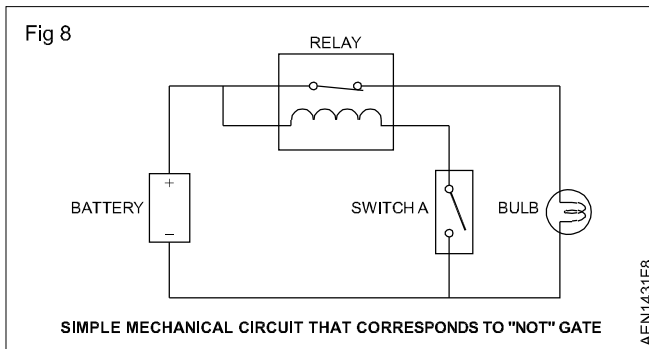 Fig 8
RELAY
+
BATTERY
–
SWITCH A
BULB
SIMPLE MECHANICAL CIRCUIT THAT CORRESPONDS TO "NOT" GATE
AEN1431F8